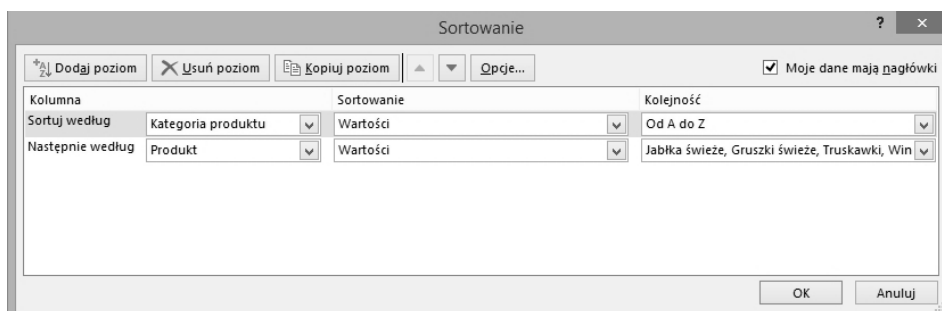 Sortowanie
Dodaj poziom Usuń poziom Kopiuj poziom Opcje... Moje dane mają nagłówki
Kolumna Sortowanie Kolejność
Sortuj według Kategoria produktu Wartości Od A do Z
Następnie według Produkt Wartości Jabłka świeże, Gruszki świeże, Truskawki, Win
OK Anuluj